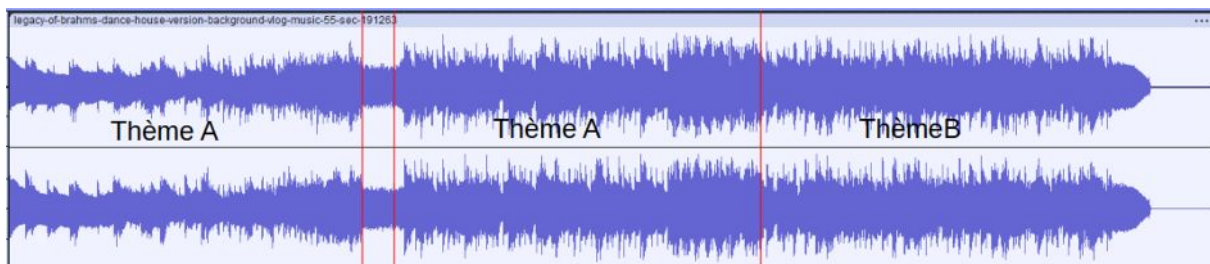 legacy-of-brahms-dance-house-version-background-vlog-music-55-sec-191263
Thème A
Thème A
ThèmeB